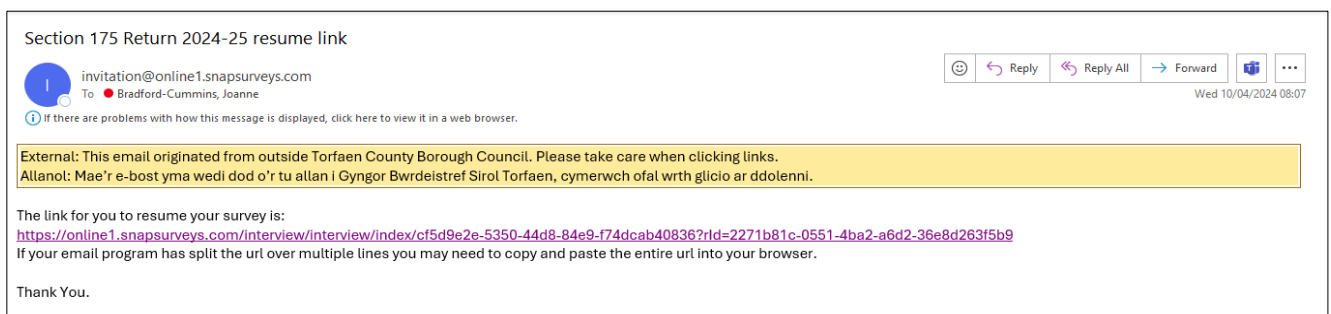 Section 175 Return 2024-25 resume link
I
invitation@online1.snapsurveys.com
To Bradford-Cummins, Joanne
Reply
Reply All
Forward
Wed 10/04/2024 08:07
If there are problems with how this message is displayed, click here to view it in a web browser.
External: This email originated from outside Torfaen County Borough Council. Please take care when clicking links.
Allanol: Mae’r e-bost yma wedi dod o’r tu allan i Gyngor Bwrdeistref Sirol Torfaen, cymerwch ofal wrth glicio ar ddolenni.
The link for you to resume your survey is:
https://online1.snapsurveys.com/interview/interview/index/cf5d9e2e-5350-44d8-84e9-f74dcab40836?rId=2271b81c-0551-4ba2-a6d2-36e8d263f5b9
If your email program has split the url over multiple lines you may need to copy and paste the entire url into your browser.
Thank You.